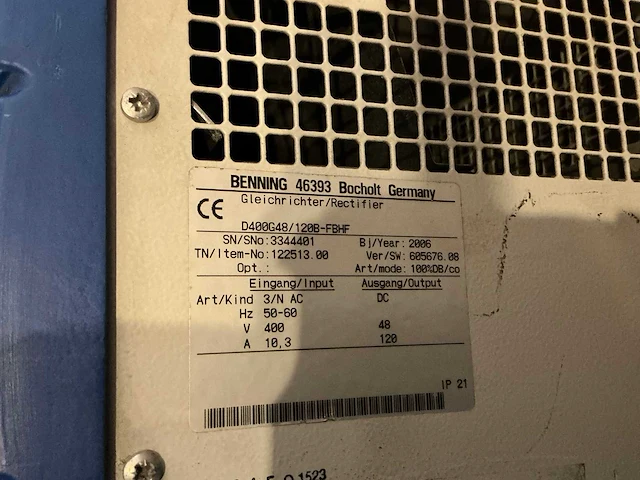 BENNING 46393 Bocholt Germany
CE Gleichrichter/Rectifier
D400G48/120B-FBHF
SN/SNo:3344401 Bj/Year: 2006
TN/Item-No:122513.00 Ver/SW: 605676.08
Opt.: Art/mode: 100%DB/co
Eingang/Input Ausgang/Output
Art/Kind 3/N AC DC
Hz 50-60
V 400 48
A 10,3 120
IP 21
1523